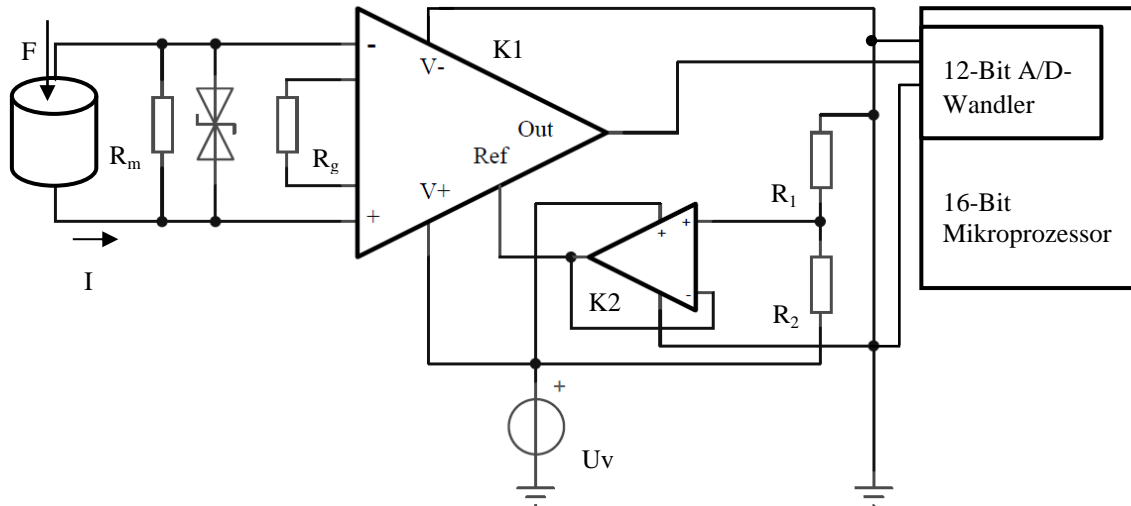 F
I
R_m
R_g
-
+
V-
V+
K1
Out
Ref
K2
+
-
+
R_1
R_2
+
Uv
12-Bit A/D-
Wandler
16-Bit
Mikroprozessor